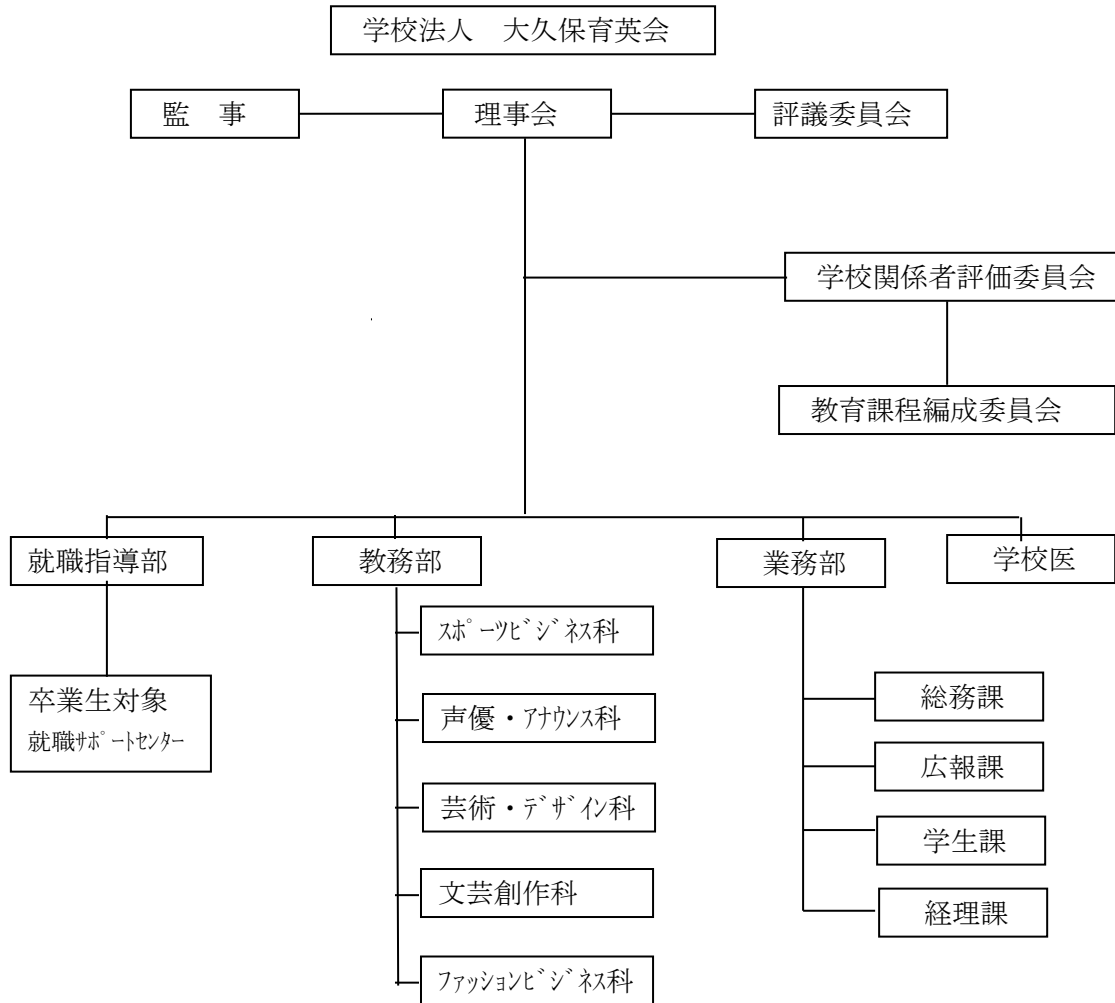 学校法人　大久保育英会
監　事
理事会
評議委員会
学校関係者評価委員会
教育課程編成委員会
就職指導部
教務部
業務部
学校医
卒業生対象
就職ｻﾎﾟｰﾄｾﾝﾀｰ
ｽﾎﾟｰﾂﾋﾞｼﾞﾈｽ科
声優・ｱﾅｳﾝｽ科
芸術・ﾃﾞｻﾞｲﾝ科
文芸創作科
ﾌｧｯｼｮﾝﾋﾞｼﾞﾈｽ科
総務課
広報課
学生課
経理課